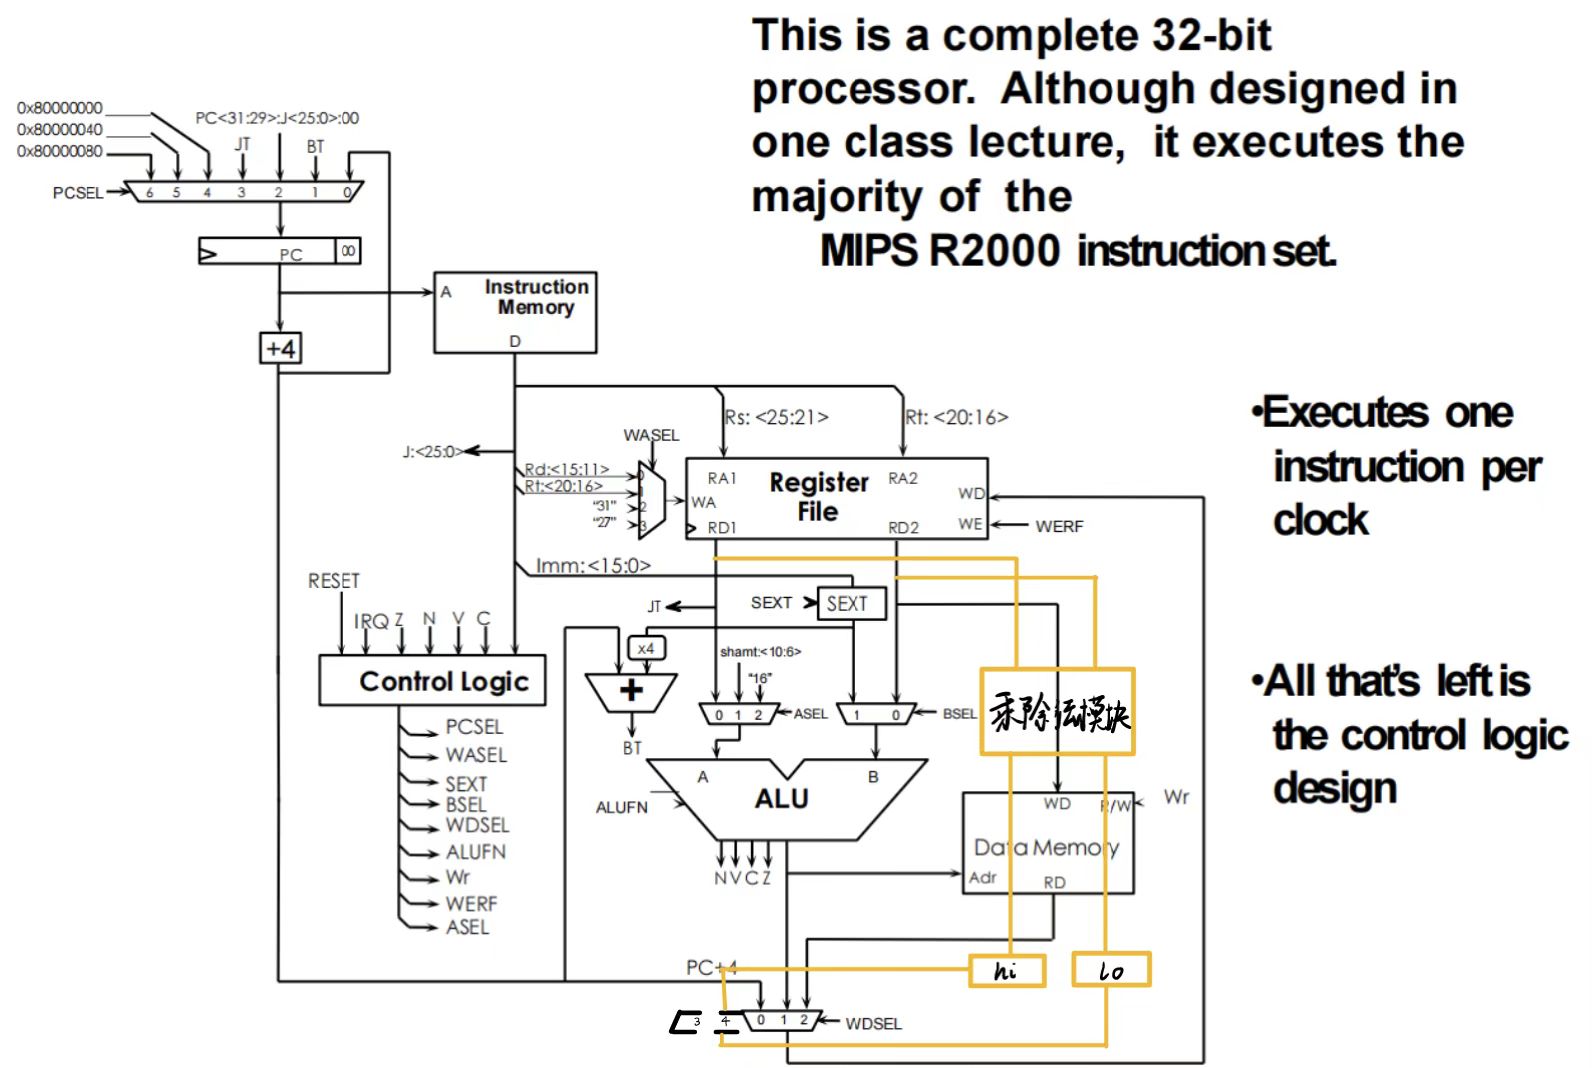 This is a complete 32-bit
processor. Although designed in
one class lecture, it executes the
majority of the
MIPS R2000 instruction set.
0x80000000
0x80000040
0x80000080
PC<31:29>:J<25:0>:00
JT
BT
PCSEL
6 5 4 3 2 1 0
PC
00
A
Instruction
Memory
D
+4
•Executes one
instruction per
clock
•All that's left is
the control logic
design
Rs: <25:21>
Rt: <20:16>
WASEL
J:<25:0>
Rd:<15:11>
Rt:<20:16>
"31"
"27"
0
1
2
3
RA1
Register
File
RA2
WA
WD
RD1
RD2
WE
WERF
Imm:<15:0>
RESET
SEXT
SEXT
JT
IRQ Z N V C
x4
shamt:<10:6>
"16"
Control Logic
+
0 1 2
ASEL
1 0
BSEL
乘除法模块
BT
PCSEL
WASEL
SEXT
BSEL
WDSEL
ALUFN
Wr
WERF
ASEL
A
B
ALU
ALUFN
N V C Z
WD
R/W
Wr
Data Memory
Adr
RD
PC+4
hi
lo
3 4 0 1 2
WDSEL